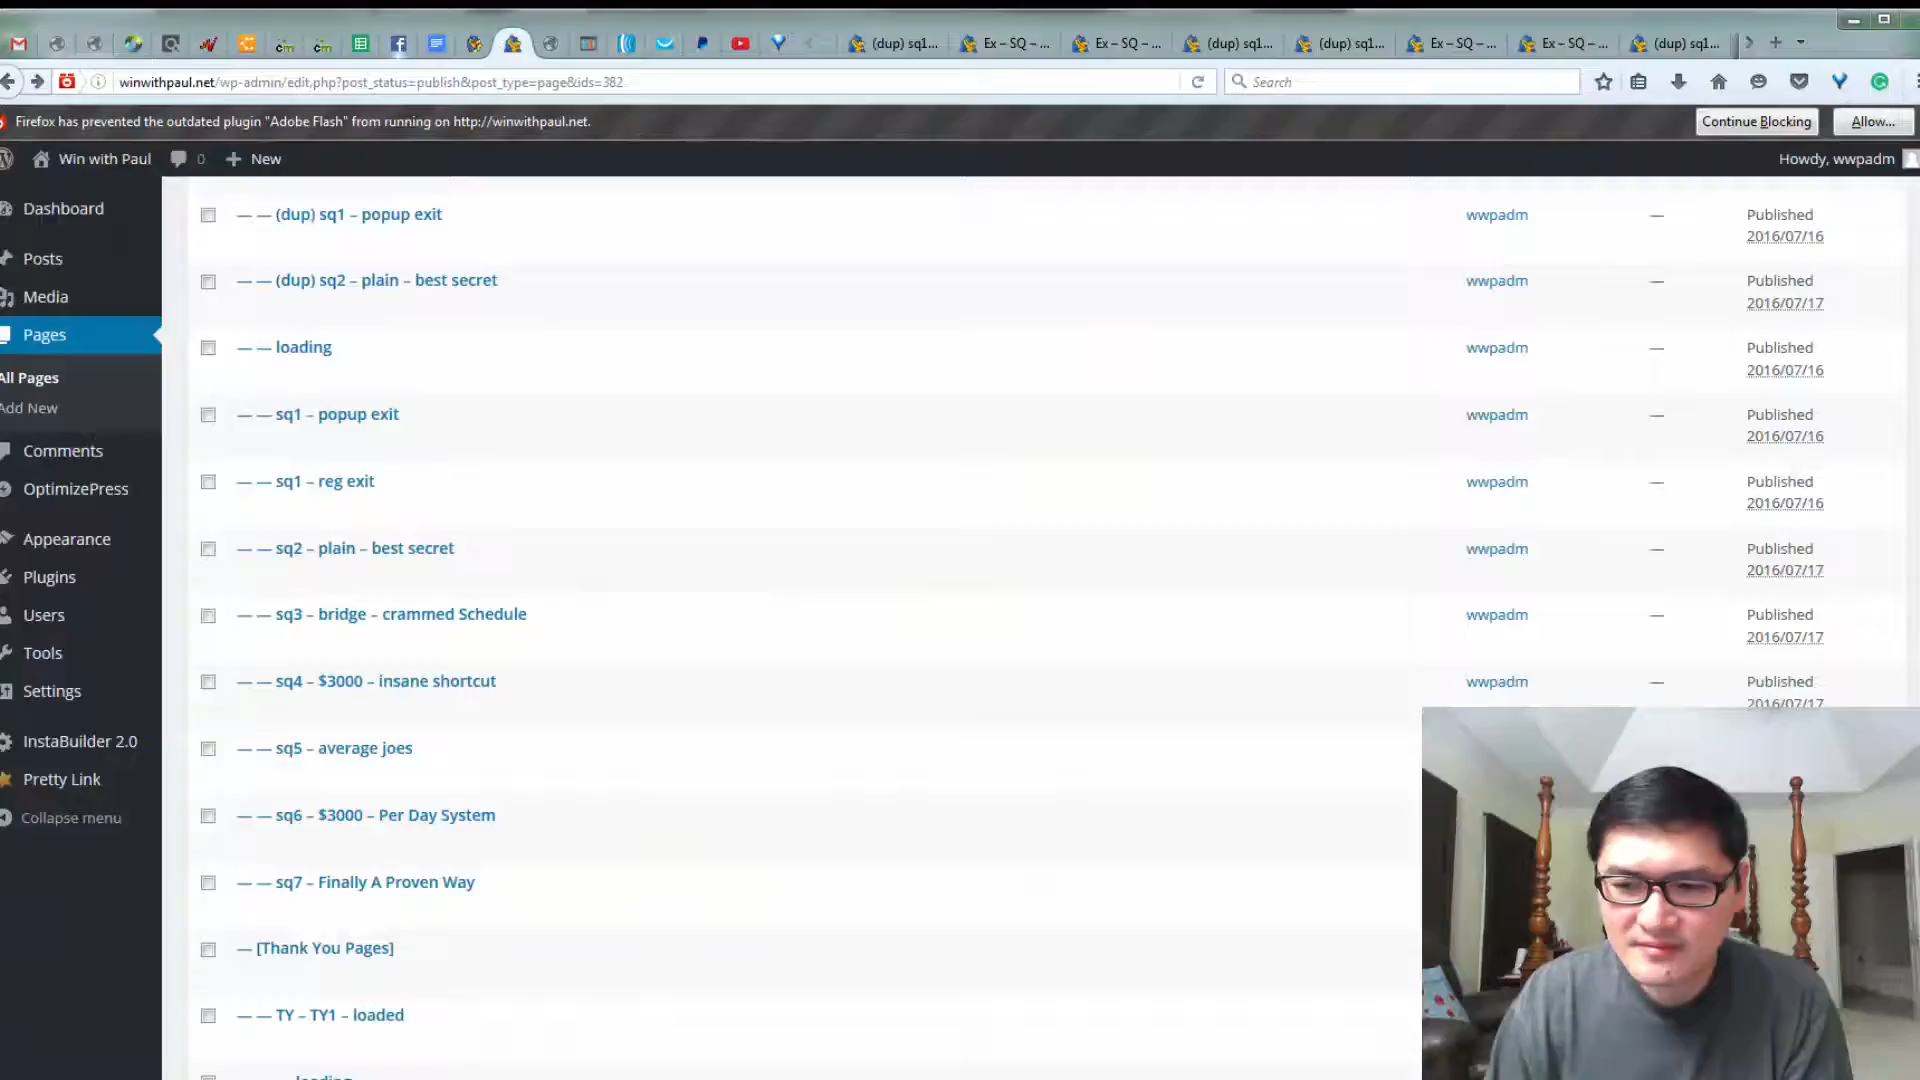 (dup) sq1...
Ex – SQ – ...
Ex – SQ – ...
(dup) sq1...
(dup) sq1...
Ex – SQ – ...
Ex – SQ – ...
(dup) sq1...
winwithpaul.net/wp-admin/edit.php?post_status=publish&post_type=page&ids=382
Search
Firefox has prevented the outdated plugin "Adobe Flash" from running on http://winwithpaul.net.
Continue Blocking
Allow...
Win with Paul
0
New
Howdy, wwpadm
Dashboard
Posts
Media
Pages
All Pages
Add New
Comments
OptimizePress
Appearance
Plugins
Users
Tools
Settings
InstaBuilder 2.0
Pretty Link
Collapse menu
— — (dup) sq1 – popup exit wwpadm — Published
2016/07/16
— — (dup) sq2 – plain – best secret wwpadm — Published
2016/07/17
— — loading wwpadm — Published
2016/07/16
— — sq1 – popup exit wwpadm — Published
2016/07/16
— — sq1 – reg exit wwpadm — Published
2016/07/16
— — sq2 – plain – best secret wwpadm — Published
2016/07/17
— — sq3 – bridge – crammed Schedule wwpadm — Published
2016/07/17
— — sq4 – $3000 – insane shortcut wwpadm — Published
2016/07/17
— — sq5 – average joes
— — sq6 – $3000 – Per Day System
— — sq7 – Finally A Proven Way
— [Thank You Pages]
— — TY – TY1 – loaded
loading